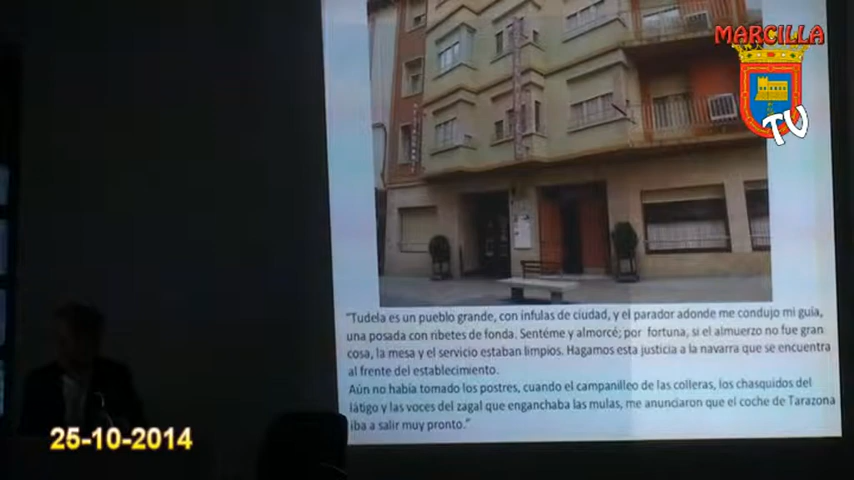 MARCILLA
TV
"Tudela es un pueblo grande, con ínfulas de ciudad, y el parador adonde me condujo mi guía,
una posada con ribetes de fonda. Sentéme y almorcé; por fortuna, si el almuerzo no fue gran
cosa, la mesa y el servicio estaban limpios. Hagamos esta justicia a la navarra que se encuentra
al frente del establecimiento.
Aún no había tomado los postres, cuando el campanilleo de las colleras, los chasquidos del
látigo y las voces del zagal que enganchaba las mulas, me anunciaron que el coche de Tarazona
iba a salir muy pronto."
25-10-2014